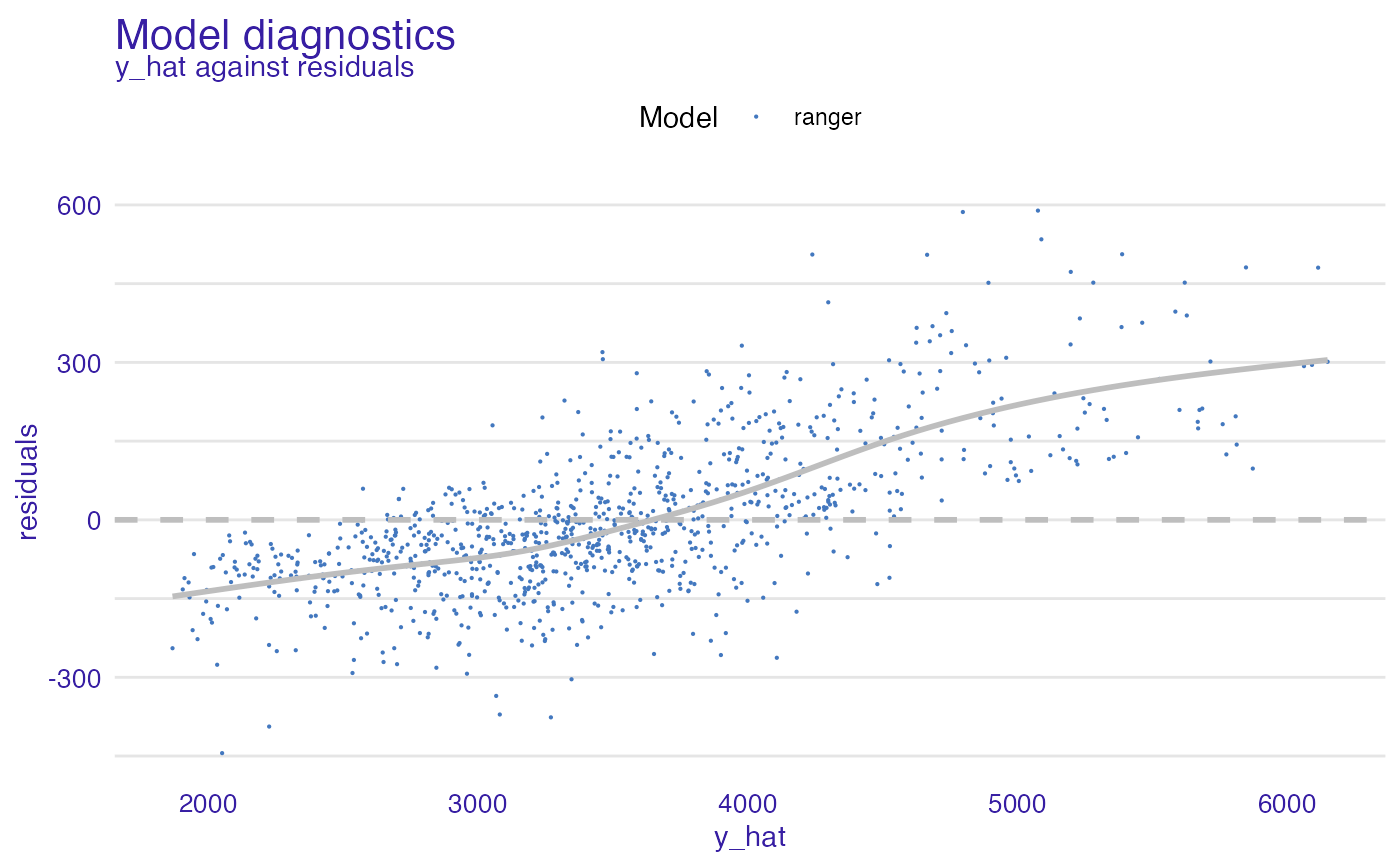 Model diagnostics
y_hat against residuals
Model ranger
600
300
0
-300
residuals
2000 3000 4000 5000 6000
y_hat